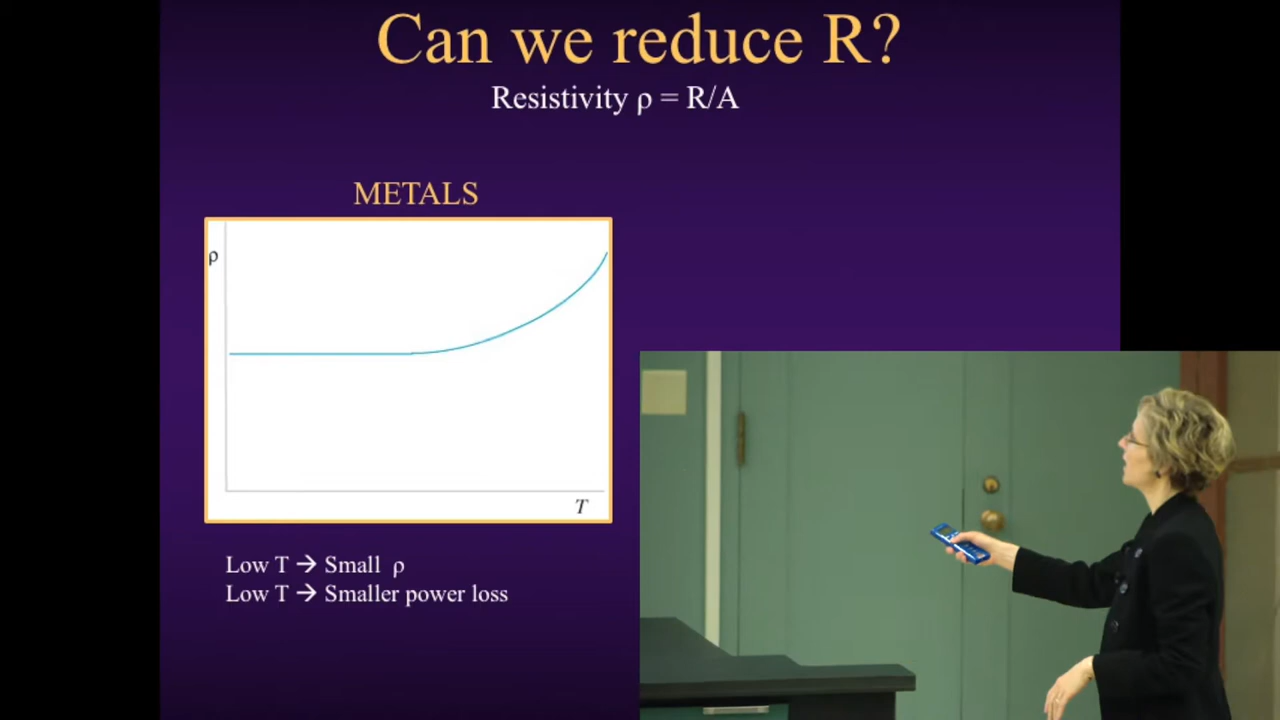 Can we reduce R?
Resistivity ρ = R/A
METALS
ρ
T
Low T → Small ρ
Low T → Smaller power loss